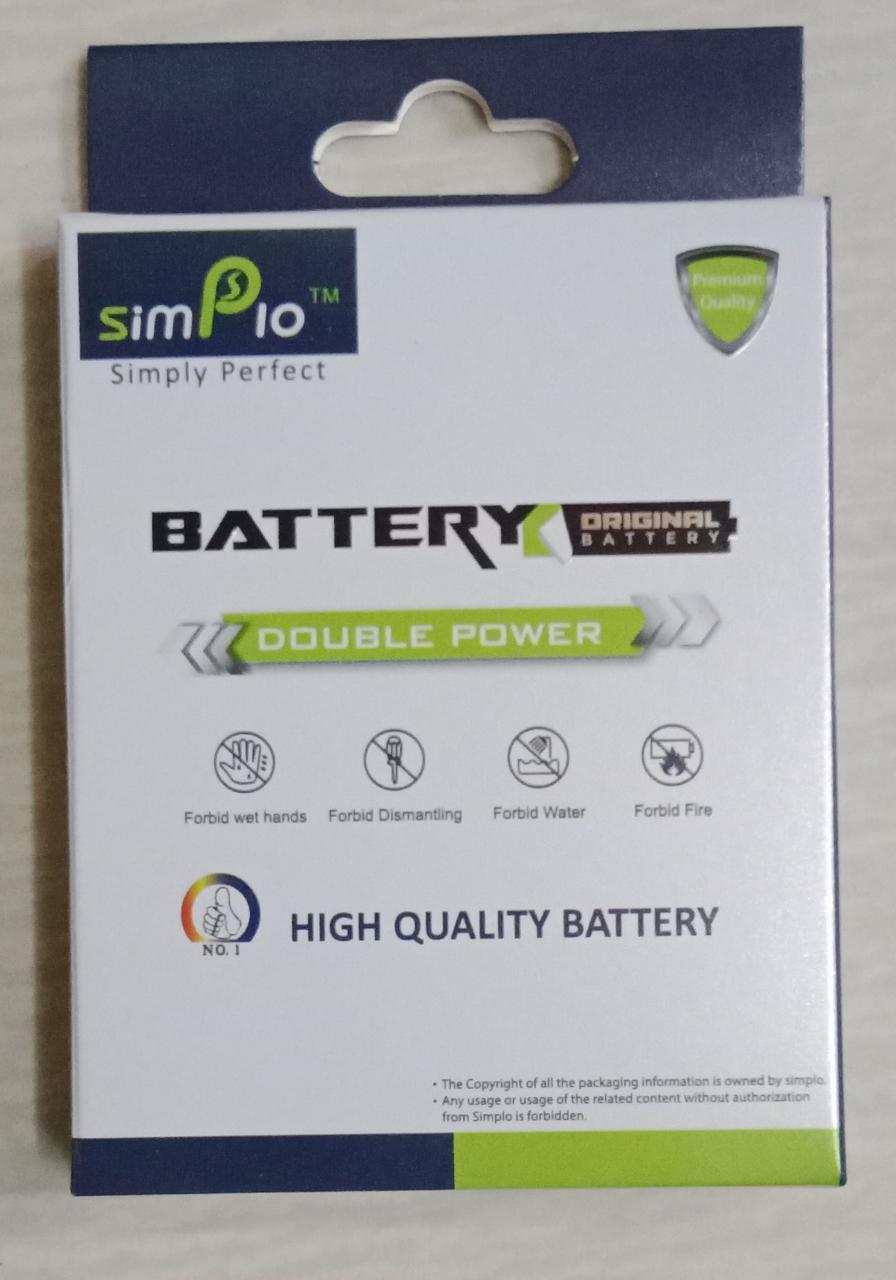 simPlo™
Simply Perfect
Premium
Quality
BATTERY
ORIGINAL
BATTERY
DOUBLE POWER
Forbid wet hands
Forbid Dismantling
Forbid Water
Forbid Fire
NO. 1
HIGH QUALITY BATTERY
• The Copyright of all the packaging information is owned by simplo.
• Any usage or usage of the related content without authorization
from Simplo is forbidden.